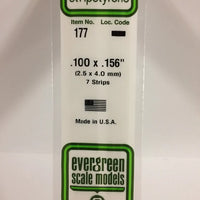 Item No. Loc. Code
177
.100 x .156"
(2.5 x 4.0 mm)
7 Strips
Made in U.S.A.
evergreen
scale models